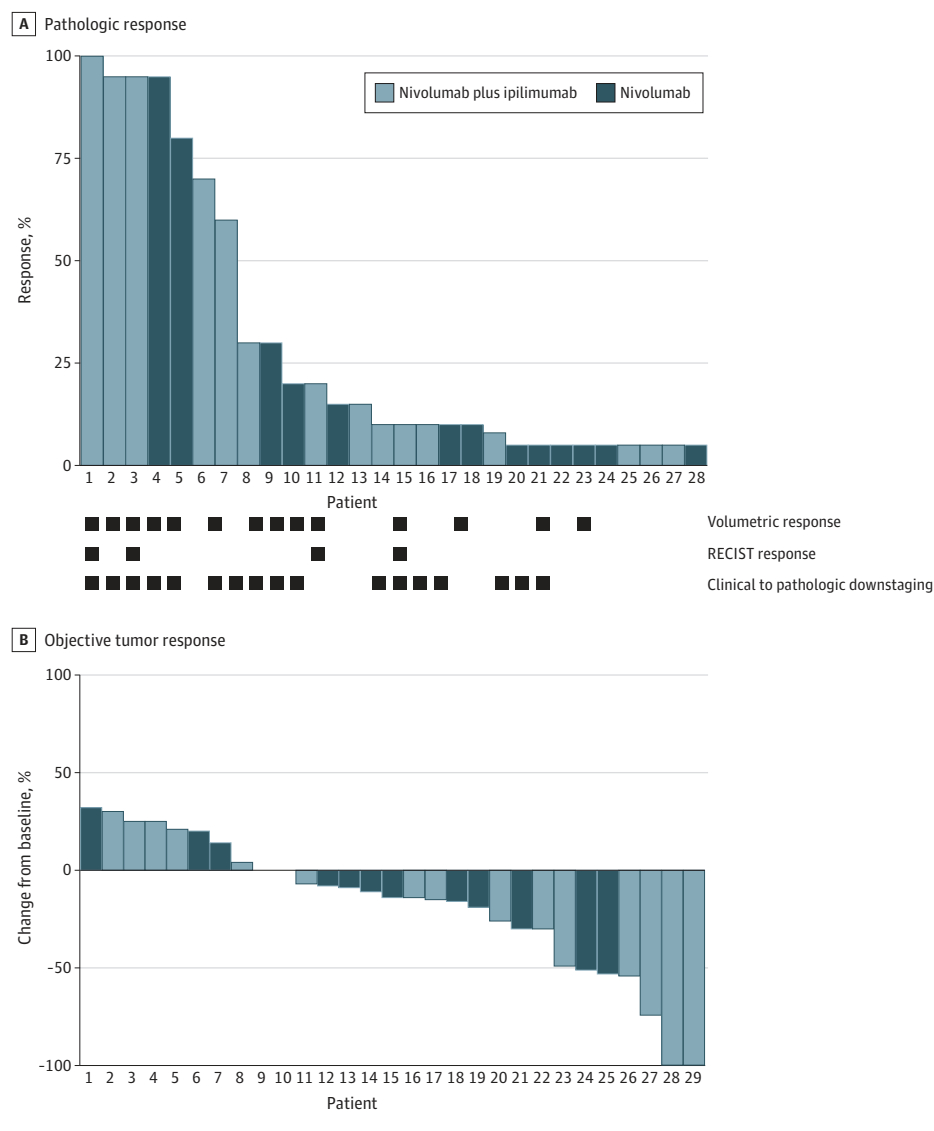 A Pathologic response
100
75
50
25
0
Response, %
Nivolumab plus ipilimumab Nivolumab
1 2 3 4 5 6 7 8 9 10 11 12 13 14 15 16 17 18 19 20 21 22 23 24 25 26 27 28
Patient
Volumetric response
RECIST response
Clinical to pathologic downstaging
B Objective tumor response
100
50
0
-50
-100
Change from baseline, %
1 2 3 4 5 6 7 8 9 10 11 12 13 14 15 16 17 18 19 20 21 22 23 24 25 26 27 28 29
Patient